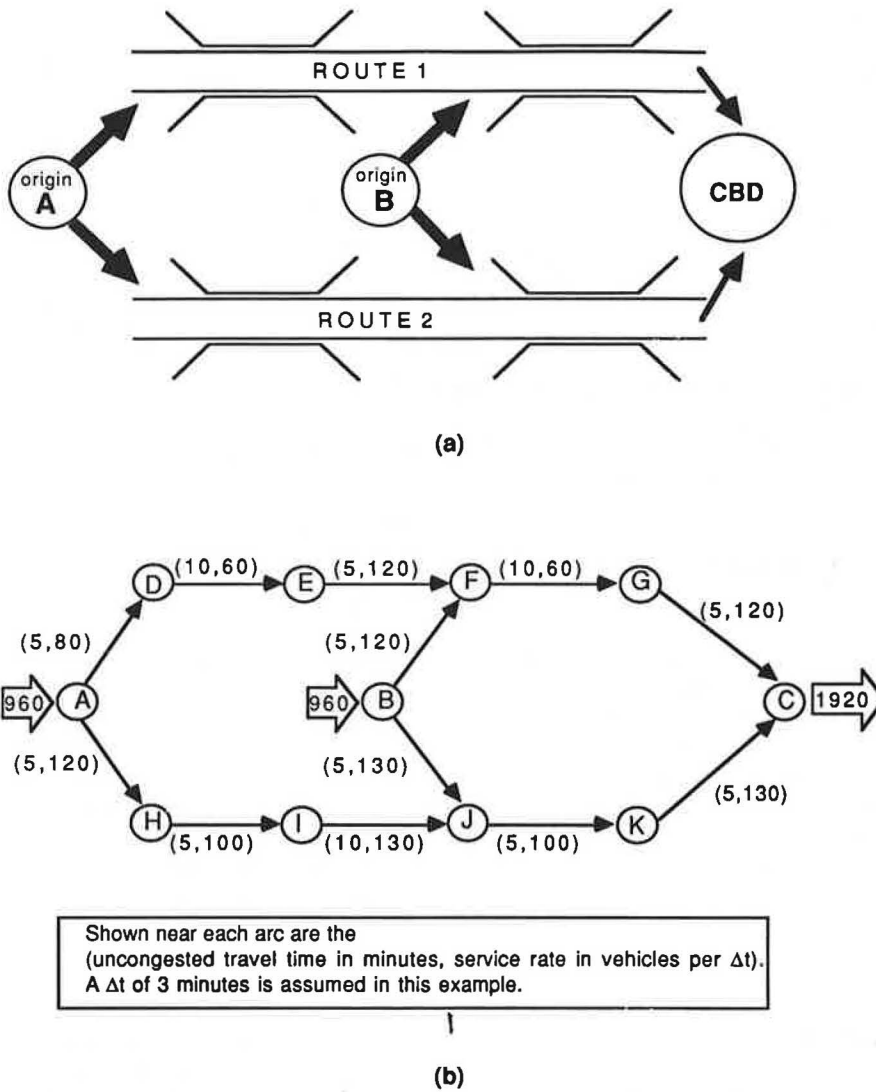 ROUTE 1
origin
A
origin
B
CBD
ROUTE 2
(a)
D
(10,60)
E
(5,120)
F
(10,60)
G
(5,80)
(5,120)
(5,120)
960
A
960
B
C
1920
(5,120)
(5,130)
(5,130)
H
(5,100)
I
(10,130)
J
(5,100)
K
Shown near each arc are the
(uncongested travel time in minutes, service rate in vehicles per Δt).
A Δt of 3 minutes is assumed in this example.
(b)